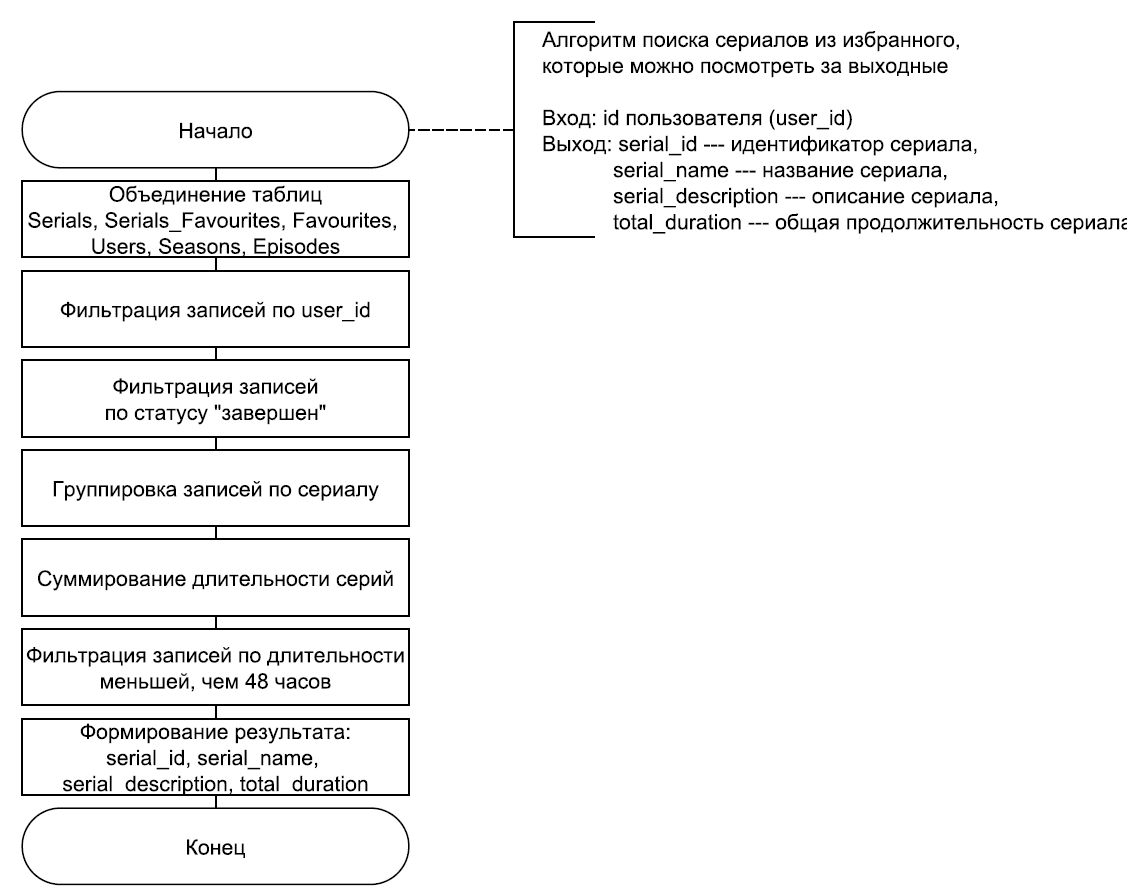 Алгоритм поиска сериалов из избранного,
которые можно посмотреть за выходные
Вход: id пользователя (user_id)
Выход: serial_id --- идентификатор сериала,
serial_name --- название сериала,
serial_description --- описание сериала,
total_duration --- общая продолжительность сериала
Начало
Объединение таблиц
Serials, Serials_Favourites, Favourites,
Users, Seasons, Episodes
Фильтрация записей по user_id
Фильтрация записей
по статусу "завершен"
Группировка записей по сериалу
Суммирование длительности серий
Фильтрация записей по длительности
меньшей, чем 48 часов
Формирование результата:
serial_id, serial_name,
serial_description, total_duration
Конец